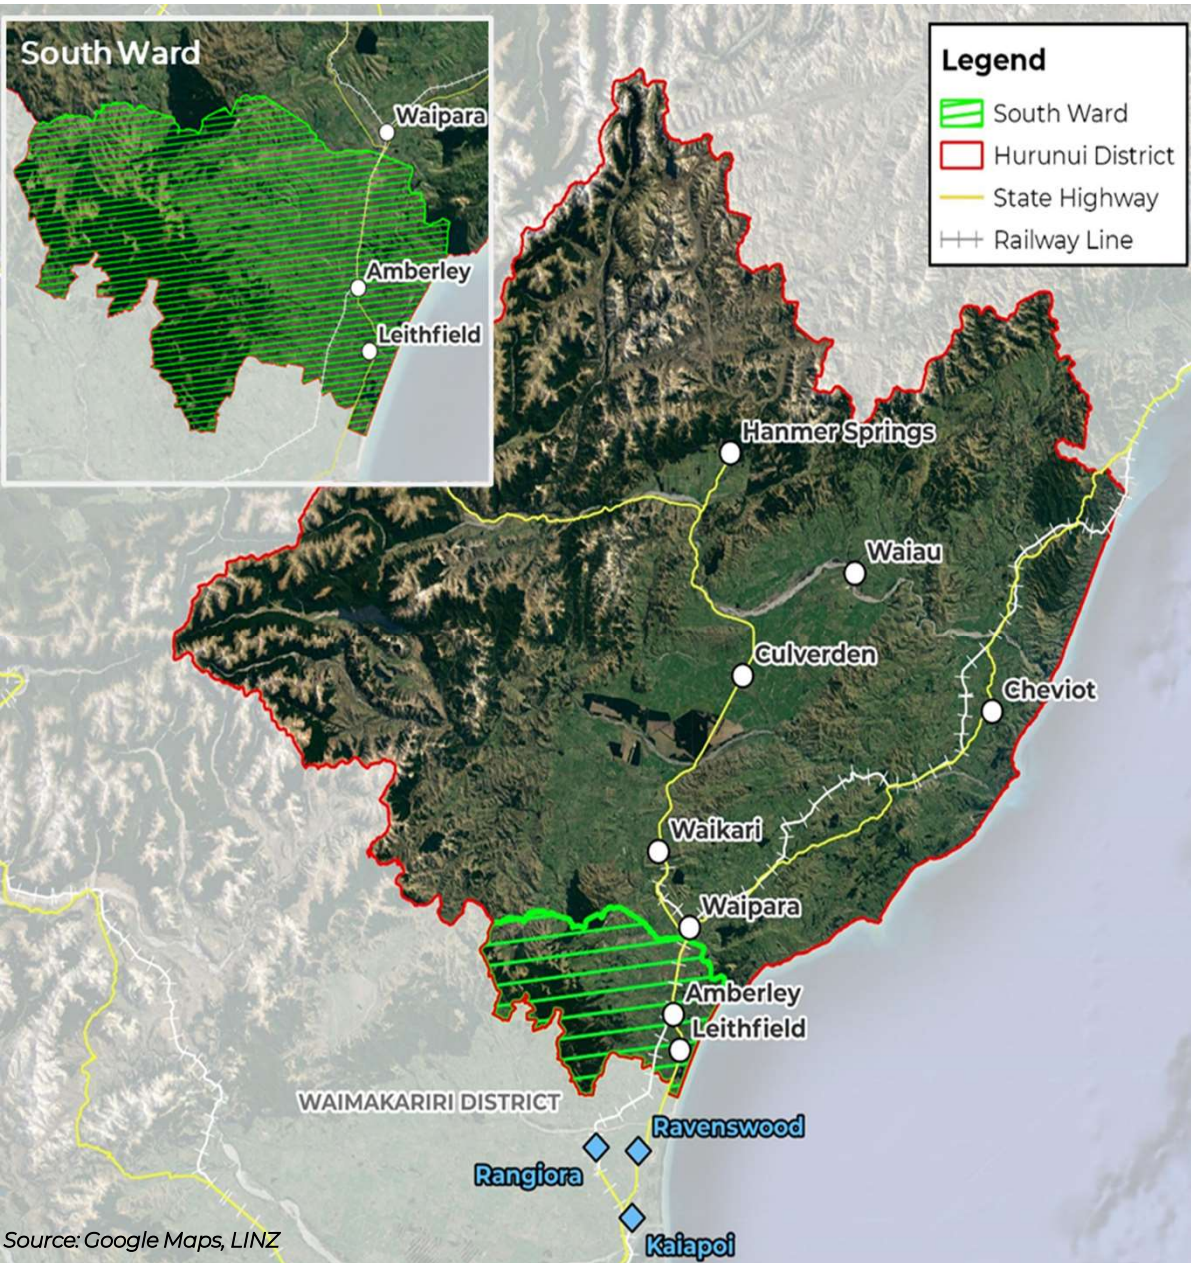 South Ward
Waipara
Amberley
Leithfield
Legend
South Ward
Hurunui District
State Highway
Railway Line
Hanmer Springs
Waiau
Culverden
Cheviot
Waikari
Waipara
Amberley
Leithfield
WAIMAKARIRI DISTRICT
Ravenswood
Rangiora
Kaiapoi
Source: Google Maps, LINZ